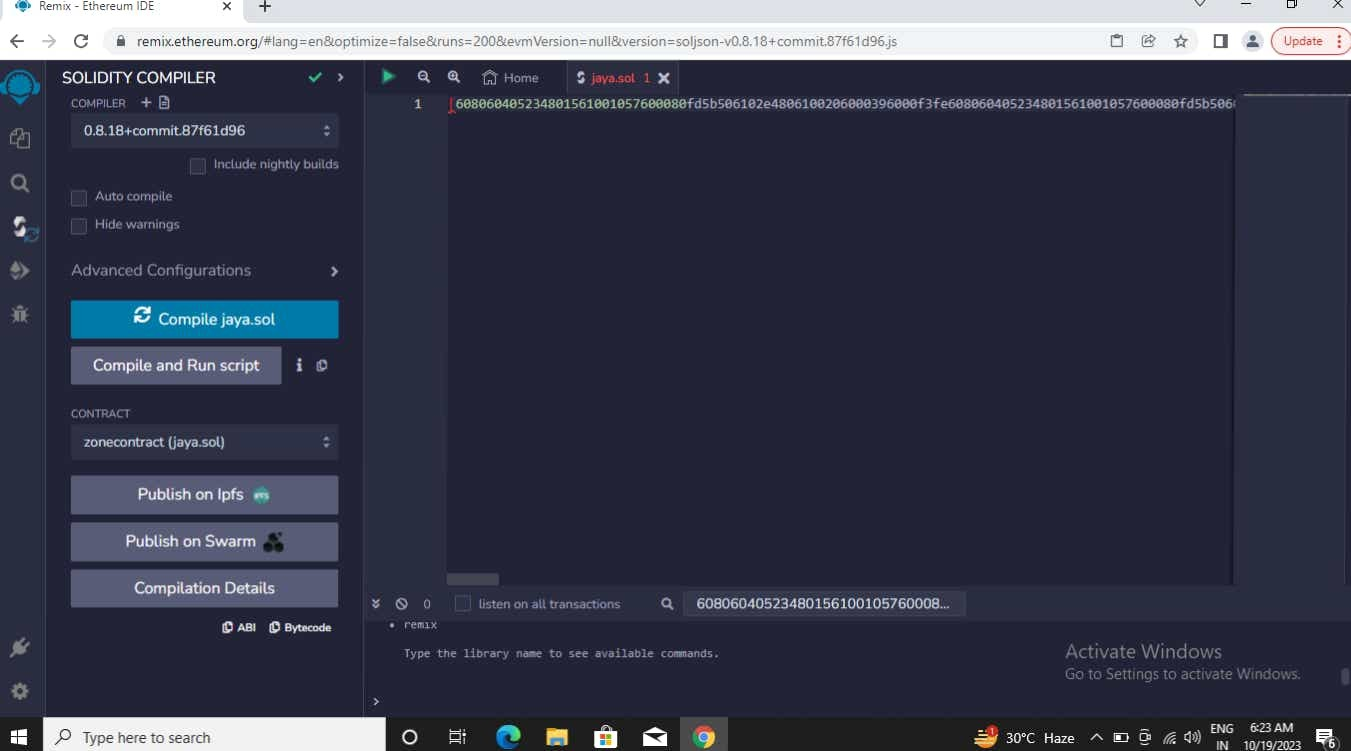 Remix - Ethereum IDE
remix.ethereum.org/#lang=en&optimize=false&runs=200&evmVersion=null&version=soljson-v0.8.18+commit.87f61d96.js
Update
SOLIDITY COMPILER
COMPILER
0.8.18+commit.87f61d96
Include nightly builds
Auto compile
Hide warnings
Advanced Configurations
Compile jaya.sol
Compile and Run script
CONTRACT
zonecontract (jaya.sol)
Publish on Ipfs
Publish on Swarm
Compilation Details
ABI Bytecode
Home
jaya.sol 1
1
608060405234801561001057600080fd5b506102e4806100206000396000f3fe608060405234801561001057600080fd5b506
0
listen on all transactions
60806040523480156100105760008...
remix
Type the library name to see available commands.
>
Activate Windows
Go to Settings to activate Windows.
Type here to search
30°C Haze
ENG
IN
6:23 AM
10/19/2023
6